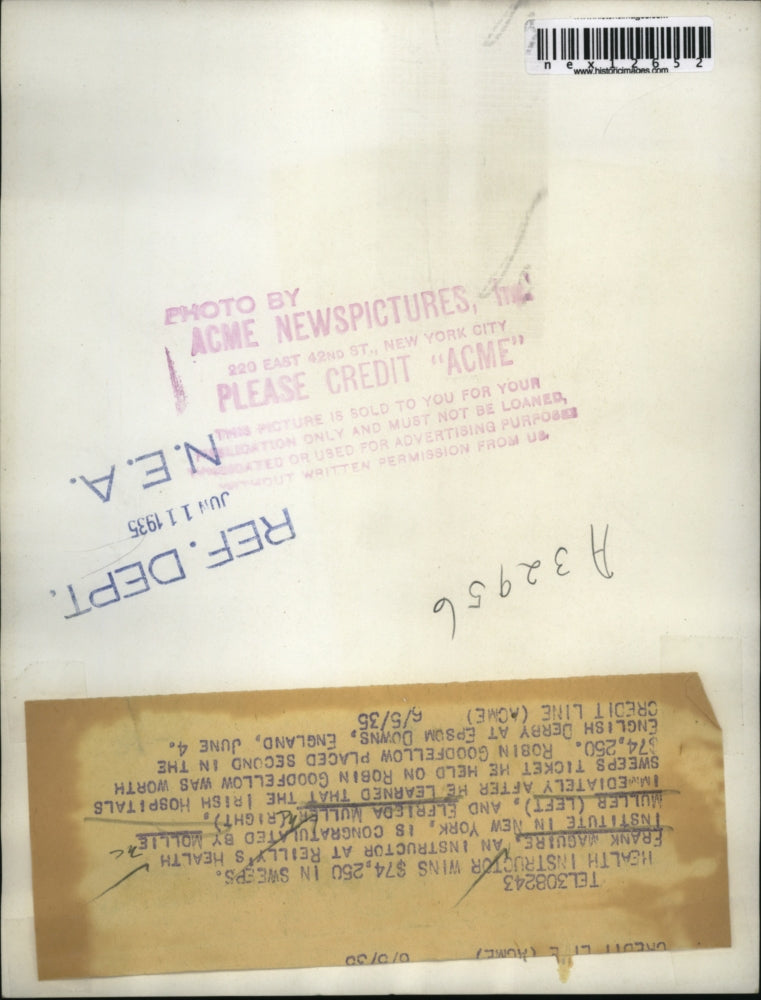 nex12652
www.historicimages.com
PHOTO BY
ACME NEWSPICTURES, Inc.
220 EAST 42ND ST., NEW YORK CITY
PLEASE CREDIT "ACME"
THIS PICTURE IS SOLD TO YOU FOR YOUR
PUBLICATION ONLY AND MUST NOT BE LOANED,
SYNDICATED OR USED FOR ADVERTISING PURPOSES
WITHOUT WRITTEN PERMISSION FROM US.
REF. DEPT.
JUN 11 1935
N.E.A.
A32956
TEL308243
HEALTH INSTRUCTOR WINS $74,250 IN SWEEPS.
FRANK MAGUIRE, AN INSTRUCTOR AT REILLY'S HEALTH
INSTITUTE IN NEW YORK, IS CONGRATULATED BY MOLLIE
MULLER (LEFT), AND ELFRIEDA MULLER (RIGHT),
IMMEDIATELY AFTER HE LEARNED THAT THE IRISH HOSPITALS
SWEEPS TICKET HE HELD ON ROBIN GOODFELLOW WAS WORTH
$74,250. ROBIN GOODFELLOW PLACED SECOND IN THE
ENGLISH DERBY AT EPSOM DOWNS, ENGLAND, JUNE 4.
CREDIT LINE (ACME) 6/5/35
CREDIT LINE (ACME) 6/5/35